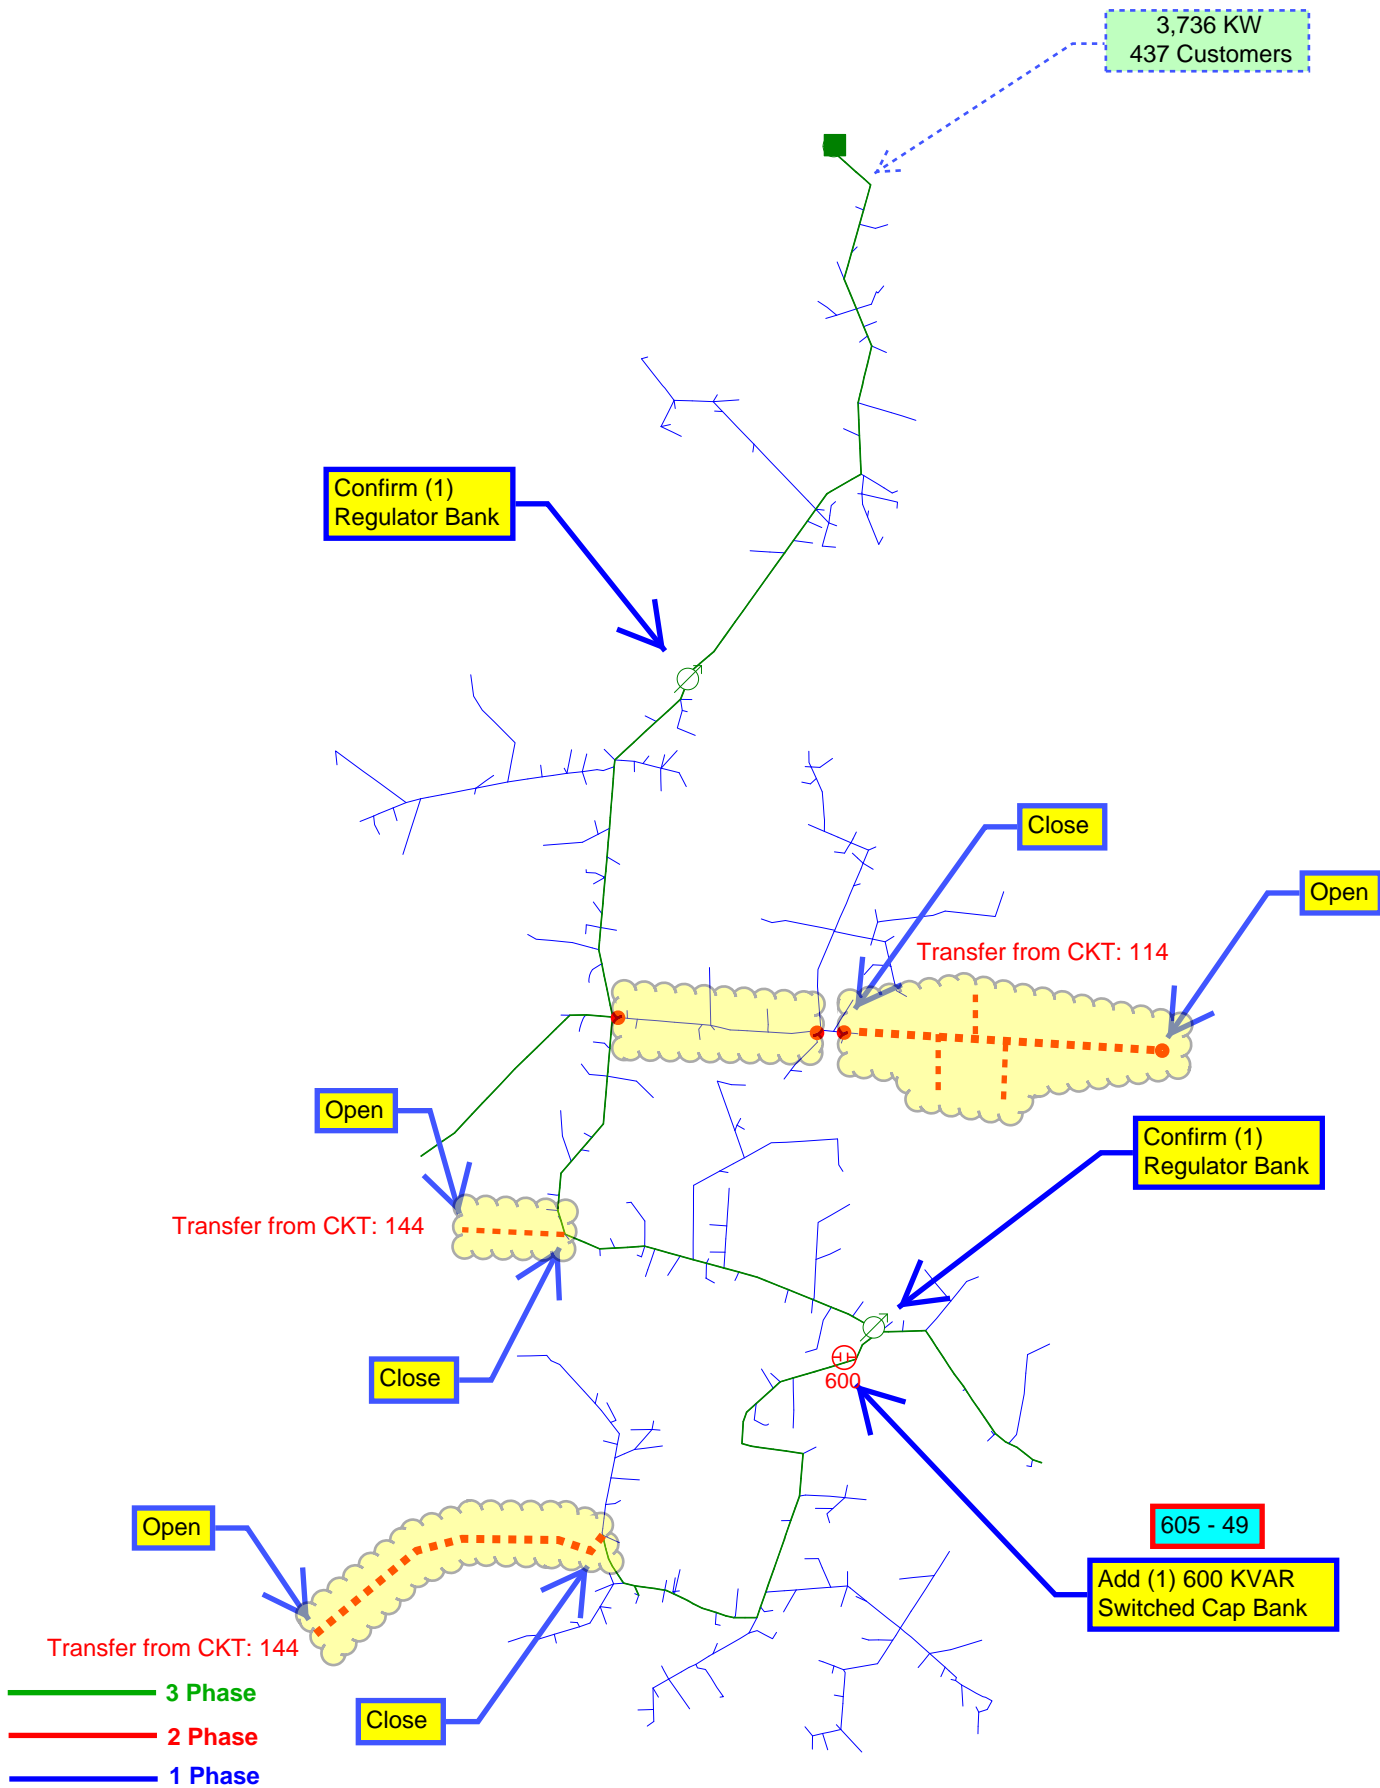 3,736 KW
437 Customers
Confirm (1)
Regulator Bank
Close
Open
Transfer from CKT: 114
Open
Confirm (1)
Regulator Bank
Transfer from CKT: 144
Close
600
Open
605 - 49
Add (1) 600 KVAR
Switched Cap Bank
Transfer from CKT: 144
Close
3 Phase
2 Phase
1 Phase